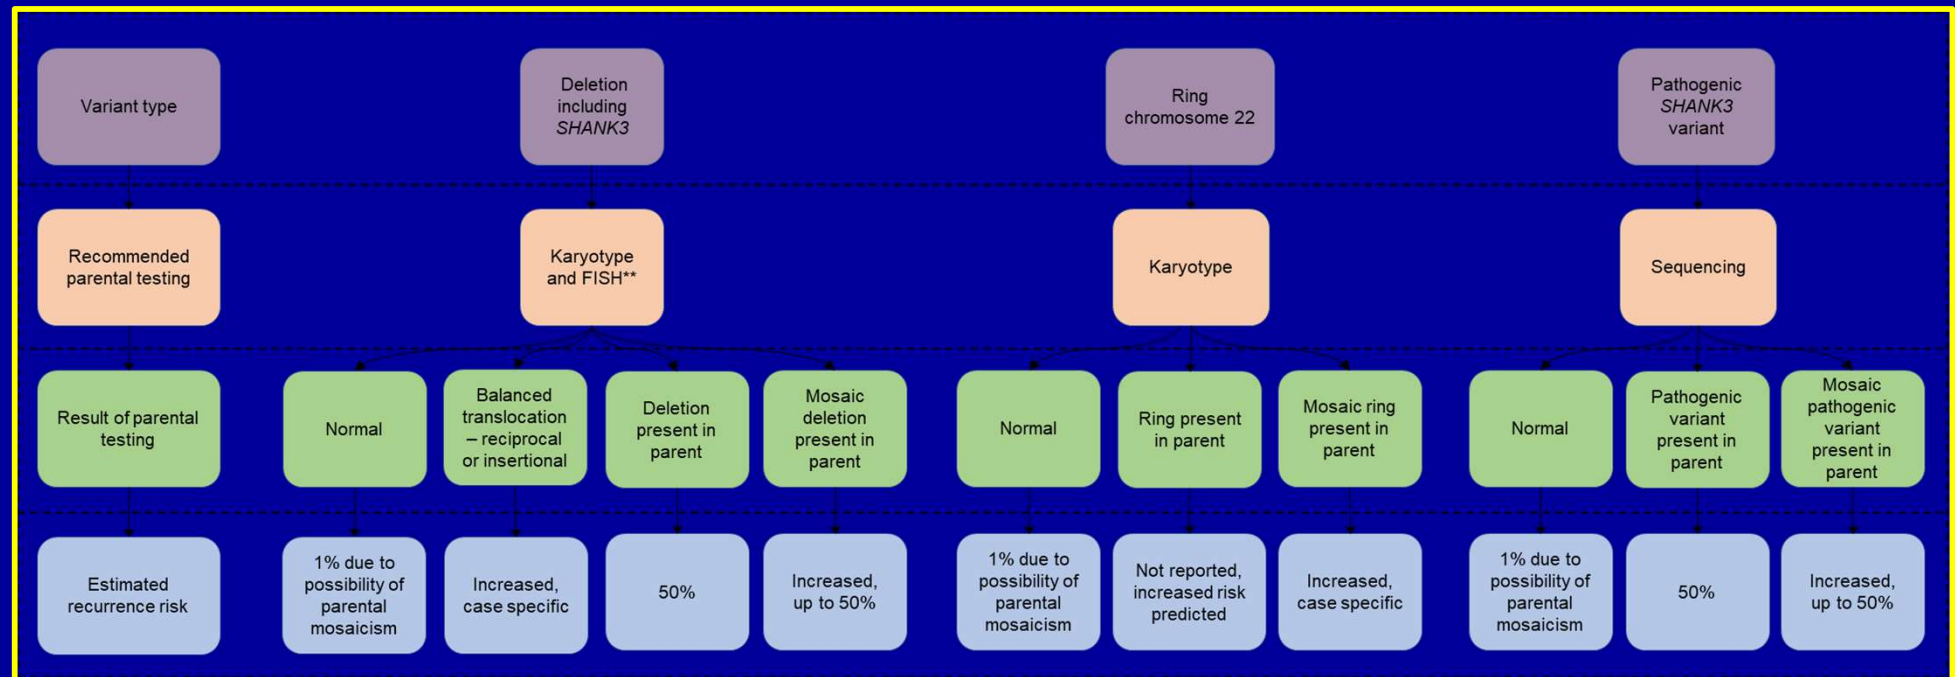 Variant type
Deletion
including
SHANK3
Ring
chromosome 22
Pathogenic
SHANK3
variant
Recommended
parental testing
Karyotype
and FISH**
Karyotype
Sequencing
Result of parental
testing
Normal
Balanced
translocation
– reciprocal
or insertional
Deletion
present in
parent
Mosaic
deletion
present in
parent
Normal
Ring present
in parent
Mosaic ring
present in
parent
Normal
Pathogenic
variant
present in
parent
Mosaic
pathogenic
variant
present in
parent
Estimated
recurrence risk
1% due to
possibility of
parental
mosaicism
Increased,
case specific
50%
Increased,
up to 50%
1% due to
possibility of
parental
mosaicism
Not reported,
increased risk
predicted
Increased,
case specific
1% due to
possibility of
parental
mosaicism
50%
Increased,
up to 50%